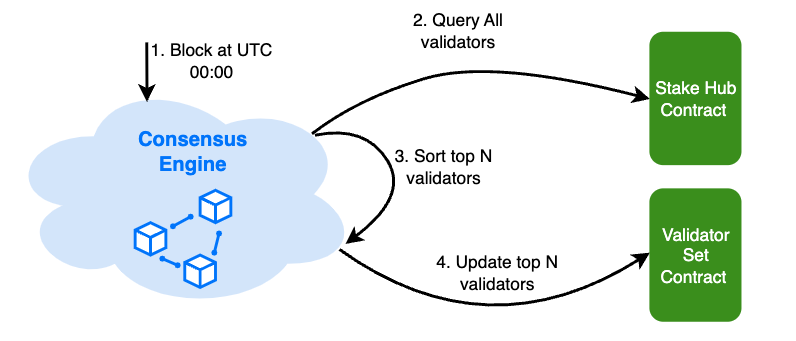 1. Block at UTC
00:00
2. Query All
validators
Stake Hub
Contract
Consensus
Engine
3. Sort top N
validators
4. Update top N
validators
Validator
Set
Contract